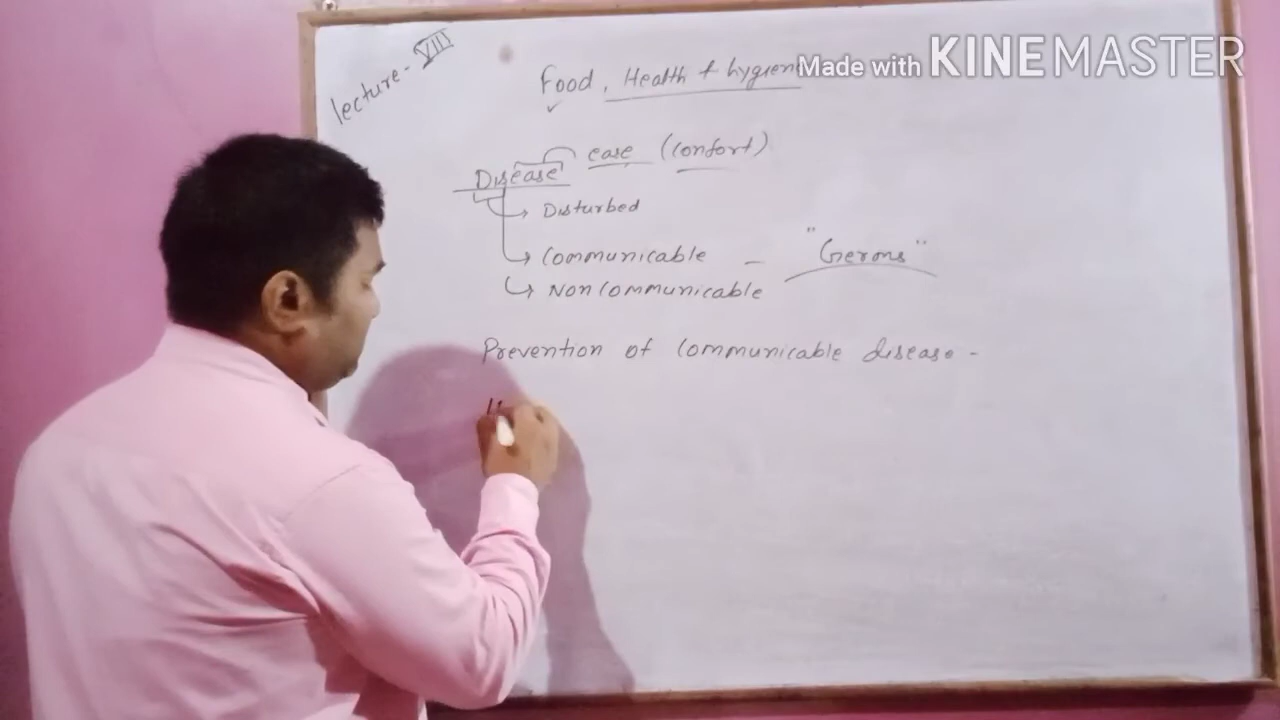 Lecture - VIII
Made with KINEMASTER
Food, Health + hygiene
Disease ease (Confort)
Disturbed
Communicable - "Germs"
Non Communicable
Prevention of Communicable disease -